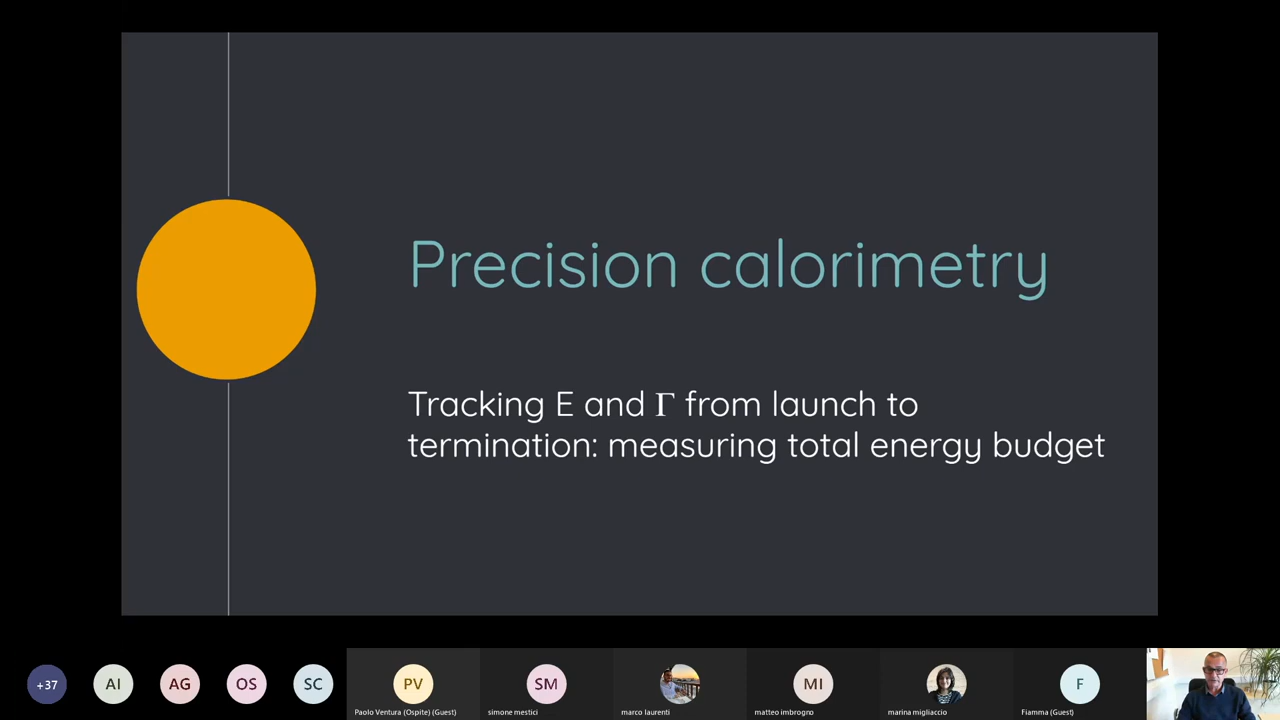 Precision calorimetry
Tracking E and Γ from launch to
termination: measuring total energy budget
+37
AI
AG
OS
SC
PV
Paolo Ventura (Ospite) (Guest)
SM
simone mestici
marco laurenti
MI
matteo imbrogno
marina migliaccio
F
Fiamma (Guest)